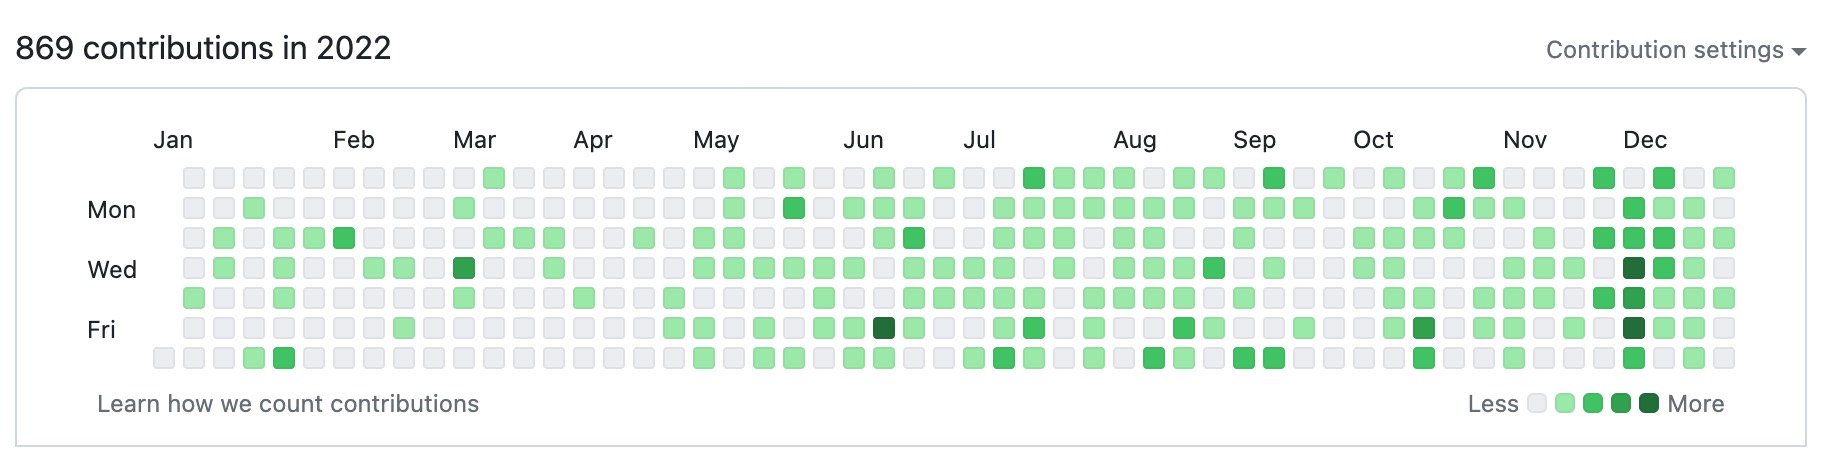 869 contributions in 2022
Contribution settings
Jan Feb Mar Apr May Jun Jul Aug Sep Oct Nov Dec
Mon
Wed
Fri
Learn how we count contributions
Less More